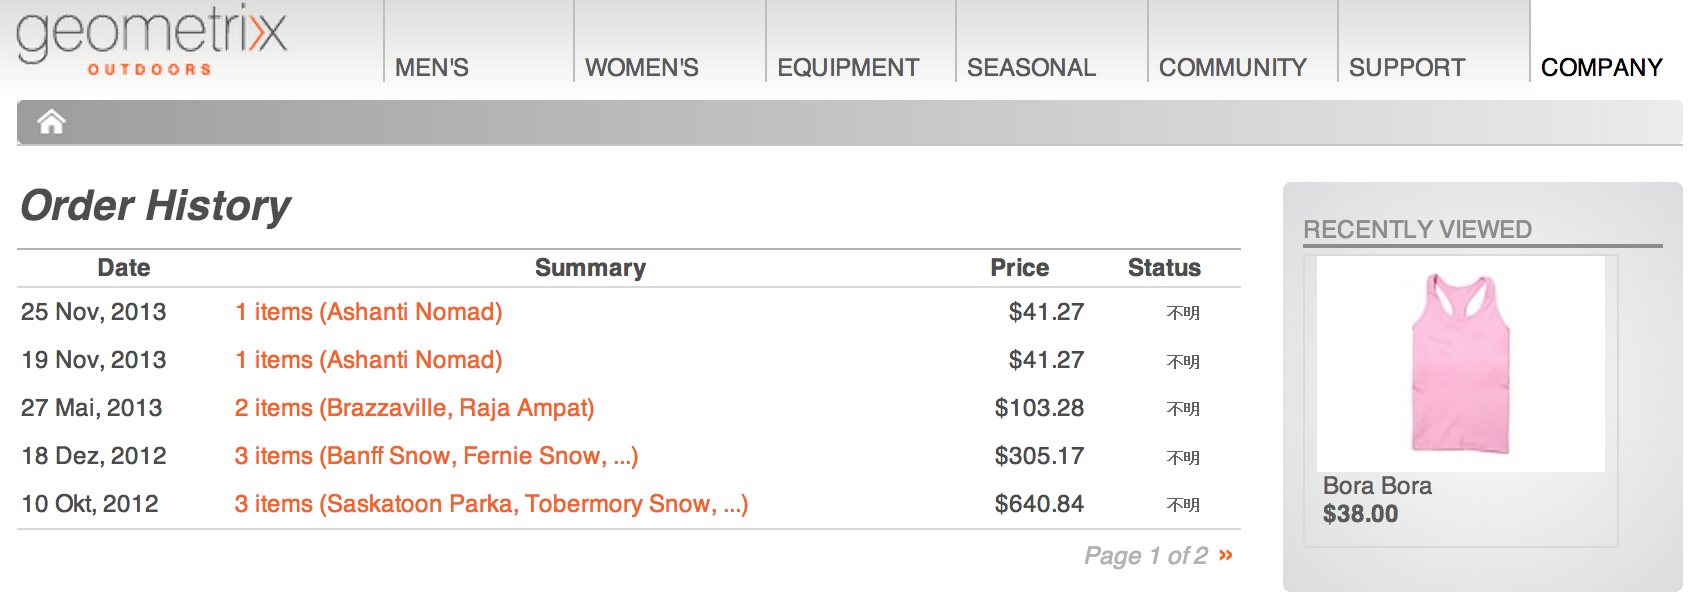 geometrixx
OUTDOORS
MEN'S
WOMEN'S
EQUIPMENT
SEASONAL
COMMUNITY
SUPPORT
COMPANY
Order History
Date Summary Price Status
25 Nov, 2013 1 items (Ashanti Nomad) $41.27 不明
19 Nov, 2013 1 items (Ashanti Nomad) $41.27 不明
27 Mai, 2013 2 items (Brazzaville, Raja Ampat) $103.28 不明
18 Dez, 2012 3 items (Banff Snow, Fernie Snow, ...) $305.17 不明
10 Okt, 2012 3 items (Saskatoon Parka, Tobermory Snow, ...) $640.84 不明
Page 1 of 2 »
RECENTLY VIEWED
Bora Bora
$38.00